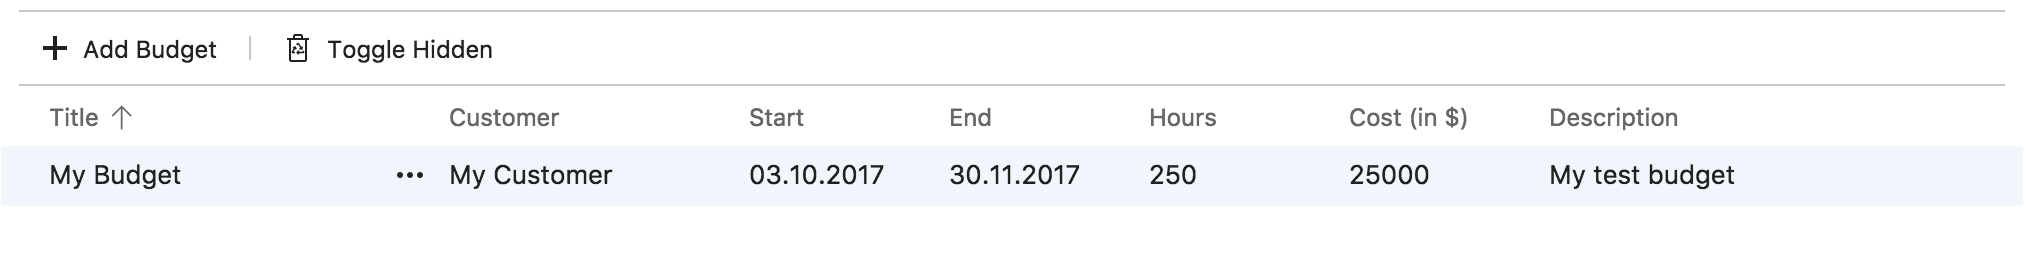 Add Budget Toggle Hidden
Title Customer Start End Hours Cost (in $) Description
My Budget ••• My Customer 03.10.2017 30.11.2017 250 25000 My test budget